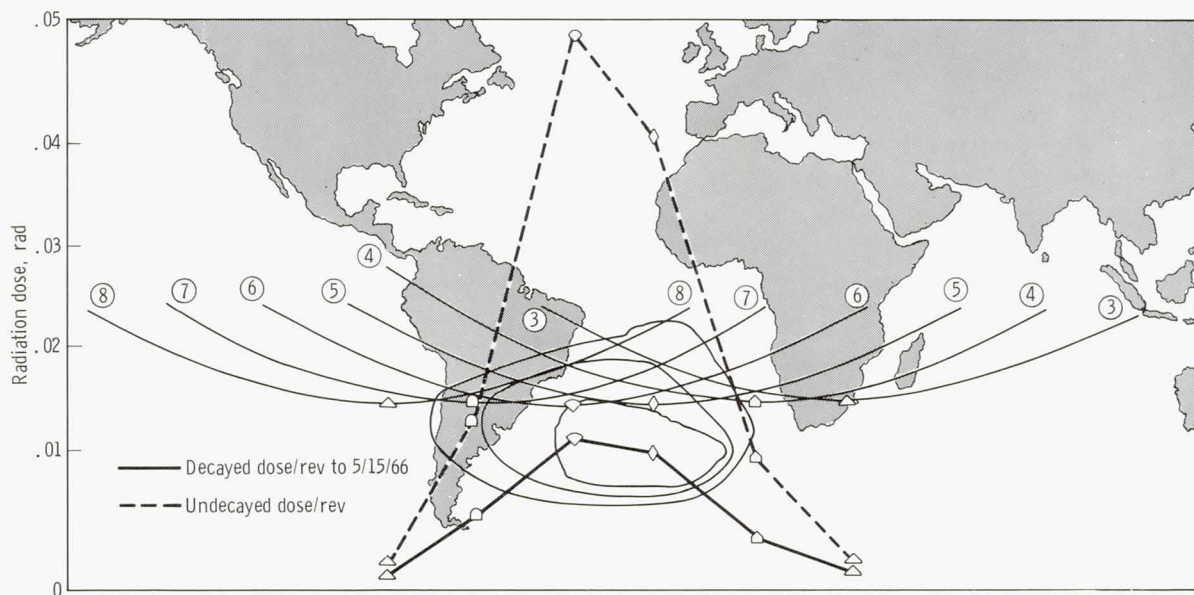 .05
.04
.03
.02
.01
0
Radiation dose, rad
④
⑧ ⑦ ⑥ ⑤ ③ ⑧ ⑦ ⑥ ⑤ ④ ③
Decayed dose/rev to 5/15/66
Undecayed dose/rev